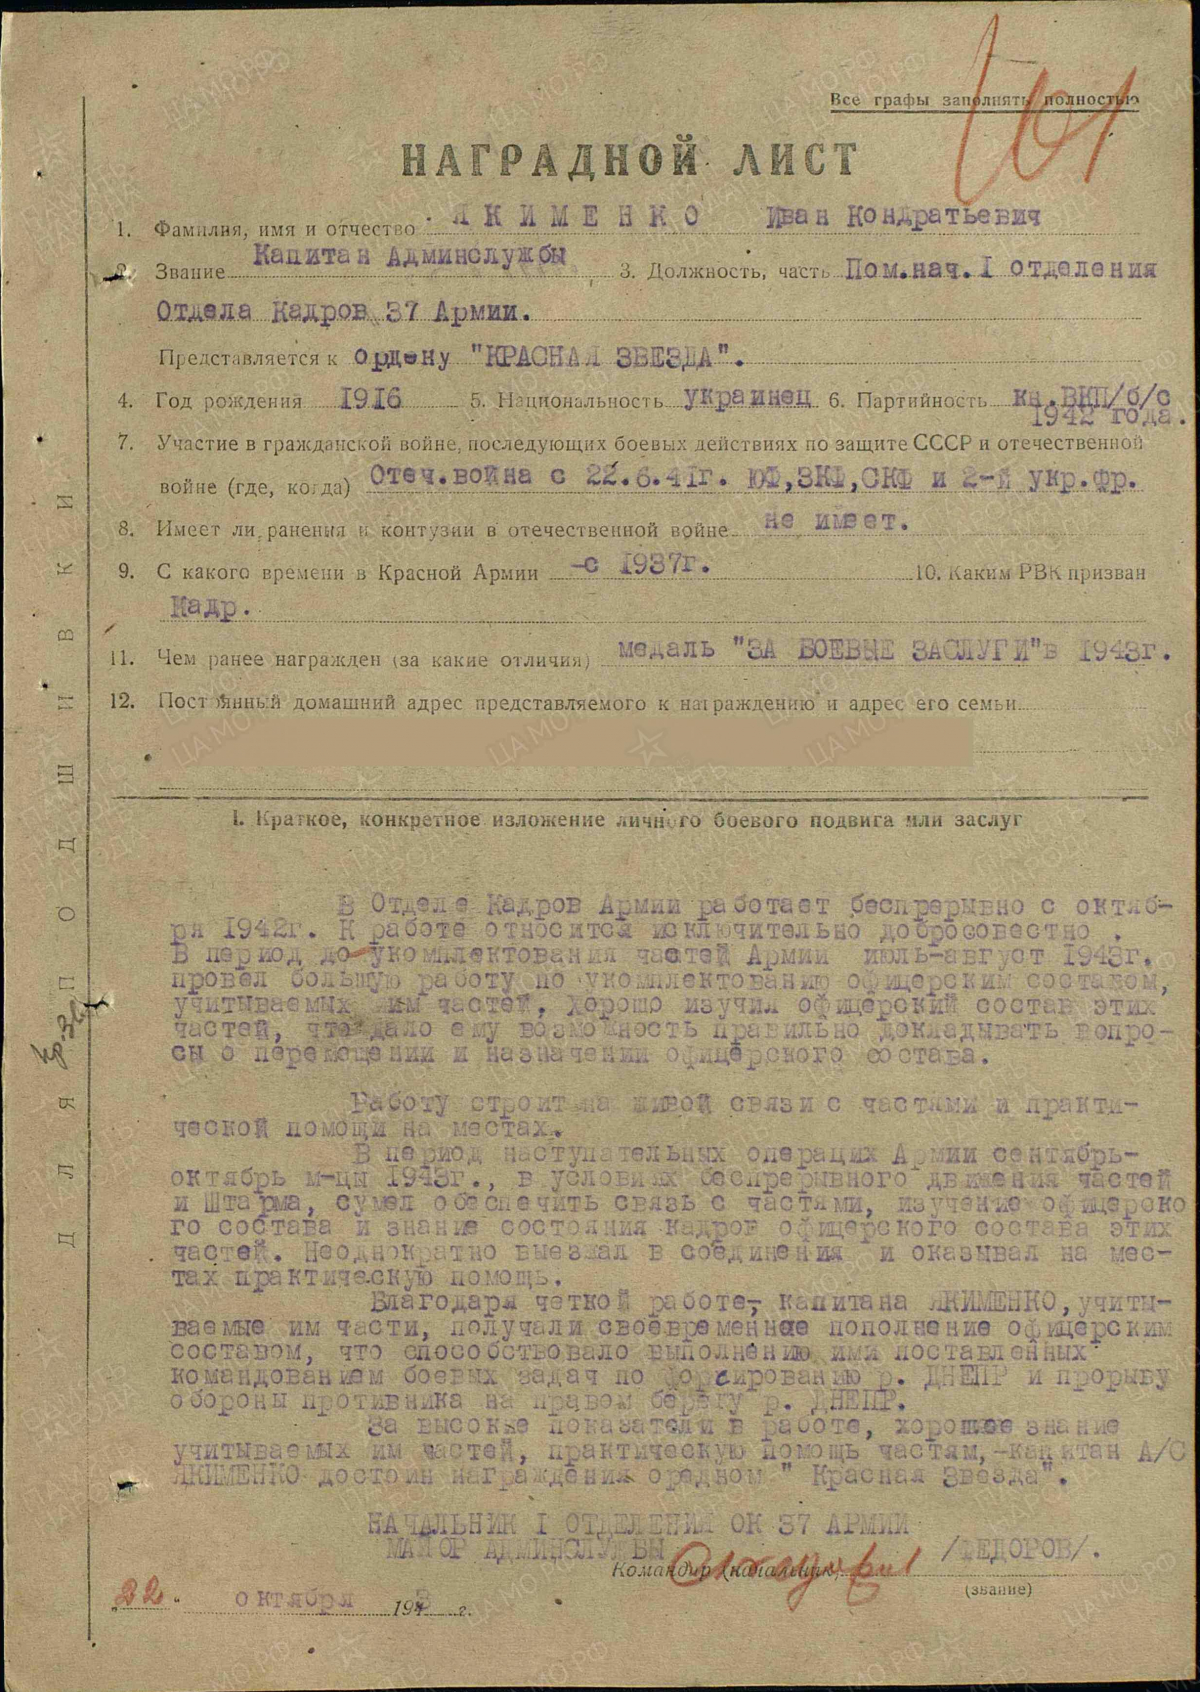 Все графы заполнять полностью
101
НАГРАДНОЙ ЛИСТ
1. Фамилия, имя и отчество ЯКИМЕНКО Иван Кондратьевич
2. Звание Капитан Админслужбы 3. Должность, часть Пом.нач.I отделения
Отдела Кадров 37 Армии.
Представляется к ордену "КРАСНАЯ ЗВЕЗДА".
4. Год рождения 1916 5. Национальность украинец 6. Партийность кн.ВКП/б/с
1942 года.
7. Участие в гражданской войне, последующих боевых действиях по защите СССР и отечественной
войне (где, когда) Отеч.война с 22.6.41г. ЮФ,ЗКФ,СКФ и 2-й укр.фр.
8. Имеет ли ранения и контузии в отечественной войне не имеет.
9. С какого времени в Красной Армии -с 1937г. 10. Каким РВК призван
Кадр.
11. Чем ранее награжден (за какие отличия) медаль "ЗА БОЕВЫЕ ЗАСЛУГИ"в 1943г.
12. Постоянный домашний адрес представляемого к награждению и адрес его семьи
I. Краткое, конкретное изложение личного боевого подвига или заслуг
В Отделе Кадров Армии работает беспрерывно с октяб-
ря 1942г. К работе относится исключительно добросовестно .
В период до укомплектования частей Армии июль-август 1943г.
провел большую работу по укомплектованию офицерским составом,
учитываемых им частей, хорошо изучил офицерский состав этих
частей, что дало ему возможность правильно докладывать вопро-
сы о перемещении и назначении офицерского состава.
Работу строит на живой связи с частями и практи-
ческой помощи на местах.
В период наступательных операций Армии сентябрь-
октябрь м-цы 1943г., в условиях беспрерывного движения частей
и Штарма, сумел обеспечить связь с частями, изучение офицерско
го состава и знание состояния кадров офицерского состава этих
частей. Неоднократно выезжал в соединения и оказывал на мес-
тах практическую помощь.
Благодаря четкой работе, капитана ЯКИМЕНКО, учиты-
ваемые им части, получали своевременное пополнение офицерским
составом, что способствовало выполнению ими поставленных
командованием боевых задач по форсированию р. ДНЕПР и прорыву
обороны противника на правом берегу р. ДНЕПР.
За высокие показатели в работе, хорошее знание
учитываемых им частей, практическую помощь частям,-капитан А/С
ЯКИМЕНКО достоин награждения ордном " Красная Звезда".
НАЧАЛЬНИК I ОТДЕЛЕНИЯ ОК 37 АРМИИ
МАЙОР АДМИНСЛУЖБЫ /ФЕДОРОВ/.
Командир (начальник)
(звание)
"22" октября 1943 г.
ДЛЯ ПОДШИВКИ